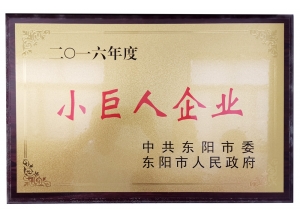 二〇一六年度
小巨人企业
中共东阳市委
东阳市人民政府